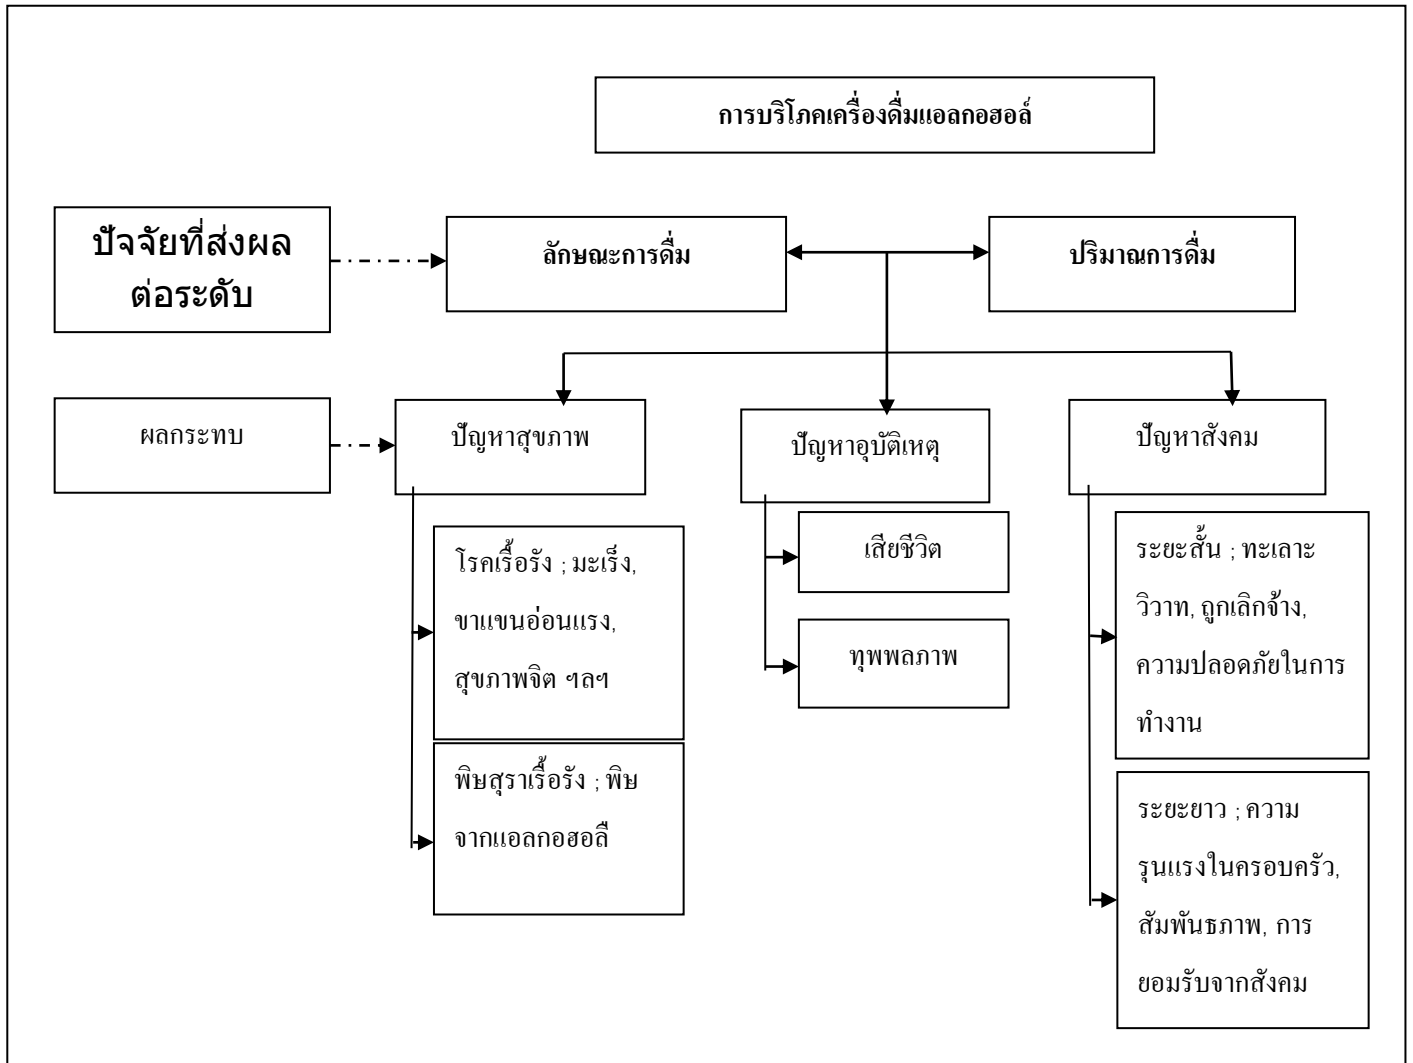 การบริโภคเครื่องดื่มแอลกอฮอล์
ปัจจัยที่ส่งผล
ต่อระดับ
ลักษณะการดื่ม
ปริมาณการดื่ม
ผลกระทบ
ปัญหาสุขภาพ
ปัญหาอุบัติเหตุ
ปัญหาสังคม
โรคเรื้อรัง ; มะเร็ง,
ขาแขนอ่อนแรง,
สุขภาพจิต ฯลฯ
พิษสุราเรื้อรัง ; พิษ
จากแอลกอฮอลื
เสียชีวิต
ทุพพลภาพ
ระยะสั้น ; ทะเลาะ
วิวาท, ถูกเลิกจ้าง,
ความปลอดภัยในการ
ทำงาน
ระยะยาว ; ความ
รุนแรงในครอบครัว,
สัมพันธภาพ, การ
ยอมรับจากสังคม